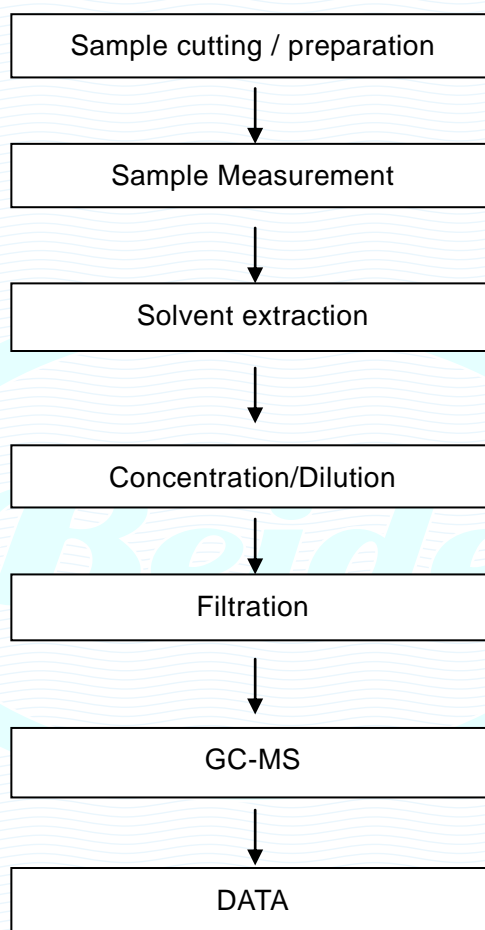 Sample cutting / preparation
Sample Measurement
Solvent extraction
Concentration/Dilution
Filtration
GC-MS
DATA